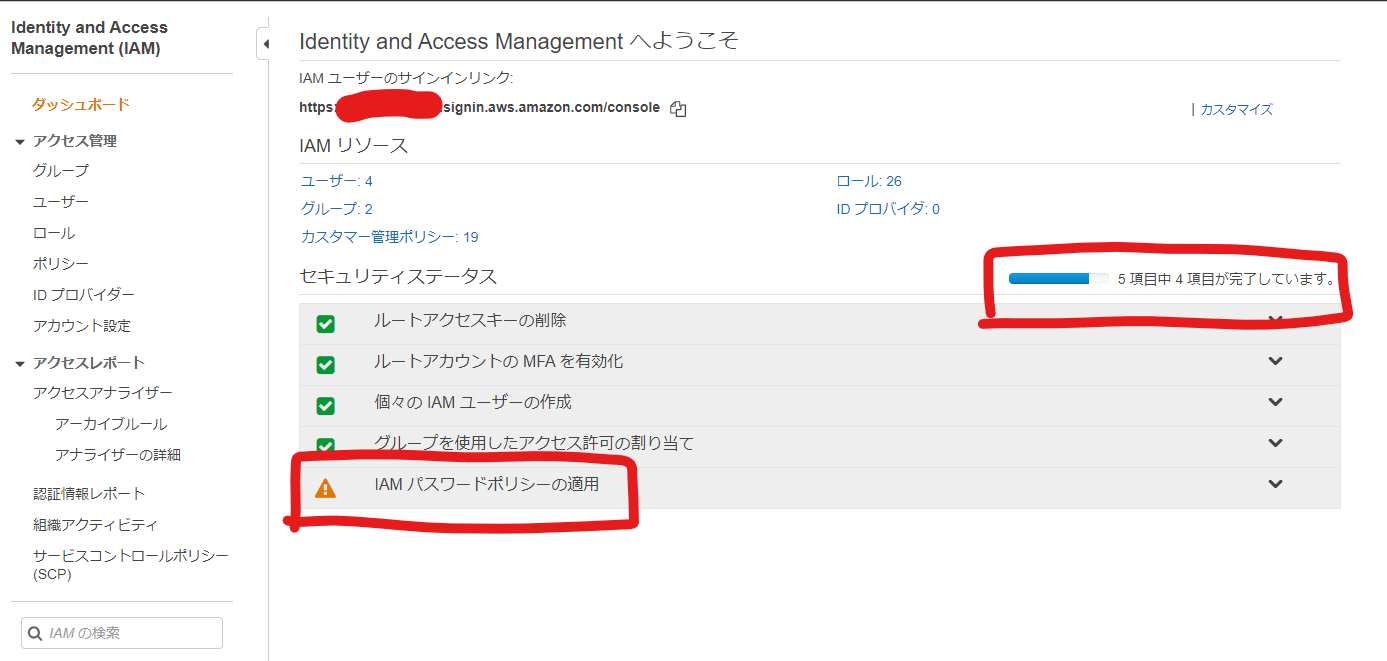 Identity and Access
Management (IAM)
ダッシュボード
アクセス管理
グループ
ユーザー
ロール
ポリシー
ID プロバイダー
アカウント設定
アクセスレポート
アクセスアナライザー
アーカイブルール
アナライザーの詳細
認証情報レポート
組織アクティビティ
サービスコントロールポリシー
(SCP)
IAM の検索
Identity and Access Management へようこそ
IAM ユーザーのサインインリンク:
https: signin.aws.amazon.com/console
| カスタマイズ
IAM リソース
ユーザー: 4
ロール: 26
グループ: 2
ID プロバイダ: 0
カスタマー管理ポリシー: 19
セキュリティステータス
5 項目中 4 項目が完了しています。
ルートアクセスキーの削除
ルートアカウントの MFA を有効化
個々の IAM ユーザーの作成
グループを使用したアクセス許可の割り当て
IAM パスワードポリシーの適用